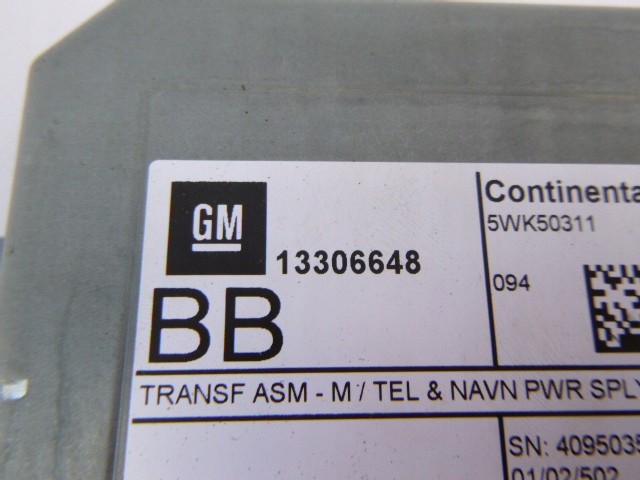 GM
13306648
BB
Continenta
5WK50311
094
TRANSF ASM - M / TEL & NAVN PWR SPLY
SN: 4095035
01/02/502